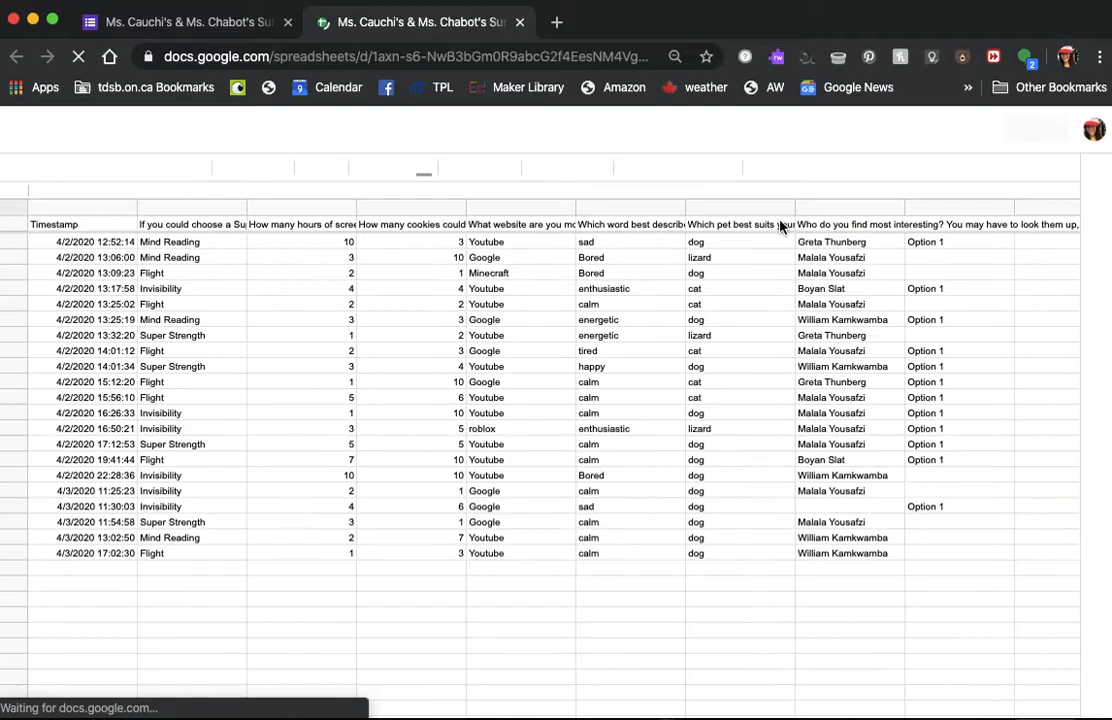 Ms. Cauchi's & Ms. Chabot's Sur
Ms. Cauchi's & Ms. Chabot's Sur
docs.google.com/spreadsheets/d/1axn-s6-NwB3bGm0R9abcG2f4EesNM4Vg...
Apps tdsb.on.ca Bookmarks 9 Calendar TPL Maker Library Amazon weather AW Google News » Other Bookmarks
Timestamp If you could choose a Su How many hours of scree How many cookies could What website are you mo Which word best describe Which pet best suits your Who do you find most interesting? You may have to look them up,
4/2/2020 12:52:14 Mind Reading 10 3 Youtube sad dog Greta Thunberg Option 1
4/2/2020 13:06:00 Mind Reading 3 10 Google Bored lizard Malala Yousafzi
4/2/2020 13:09:23 Flight 2 1 Minecraft Bored dog Malala Yousafzi
4/2/2020 13:17:58 Invisibility 4 4 Youtube enthusiastic cat Boyan Slat Option 1
4/2/2020 13:25:02 Flight 2 2 Youtube calm cat Malala Yousafzi
4/2/2020 13:25:19 Mind Reading 3 3 Google energetic dog William Kamkwamba Option 1
4/2/2020 13:32:20 Super Strength 1 2 Youtube energetic lizard Greta Thunberg
4/2/2020 14:01:12 Flight 2 3 Google tired cat Malala Yousafzi Option 1
4/2/2020 14:01:34 Super Strength 3 4 Youtube happy dog William Kamkwamba Option 1
4/2/2020 15:12:20 Flight 1 10 Google calm cat Greta Thunberg Option 1
4/2/2020 15:56:10 Flight 5 6 Youtube calm cat Malala Yousafzi Option 1
4/2/2020 16:26:33 Invisibility 1 10 Youtube calm dog Malala Yousafzi Option 1
4/2/2020 16:50:21 Invisibility 3 5 roblox enthusiastic lizard Malala Yousafzi Option 1
4/2/2020 17:12:53 Super Strength 5 5 Youtube calm dog Malala Yousafzi Option 1
4/2/2020 19:41:44 Flight 7 10 Youtube calm dog Boyan Slat Option 1
4/2/2020 22:28:36 Invisibility 10 10 Youtube Bored dog William Kamkwamba
4/3/2020 11:25:23 Invisibility 2 1 Google calm dog Malala Yousafzi
4/3/2020 11:30:03 Invisibility 4 6 Google sad dog Option 1
4/3/2020 11:54:58 Super Strength 3 1 Google calm dog Malala Yousafzi
4/3/2020 13:02:50 Mind Reading 2 7 Youtube calm dog William Kamkwamba
4/3/2020 17:02:30 Flight 1 3 Youtube calm dog William Kamkwamba
Waiting for docs.google.com...